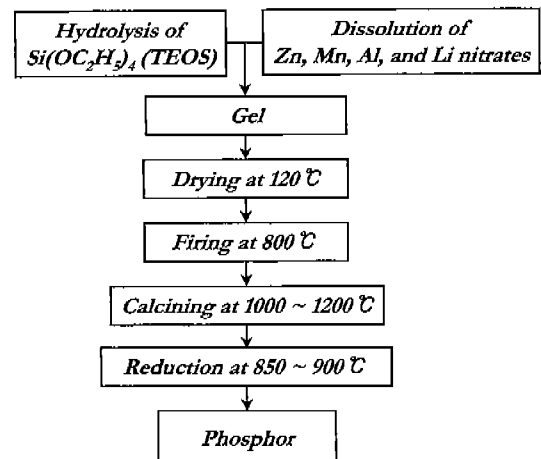 Hydrolysis of
Si(OC₂H₅)₄ (TEOS)
Dissolution of
Zn, Mn, Al, and Li nitrates
Gel
Drying at 120 ℃
Firing at 800 ℃
Calcining at 1000 ~ 1200 ℃
Reduction at 850 ~ 900 ℃
Phosphor